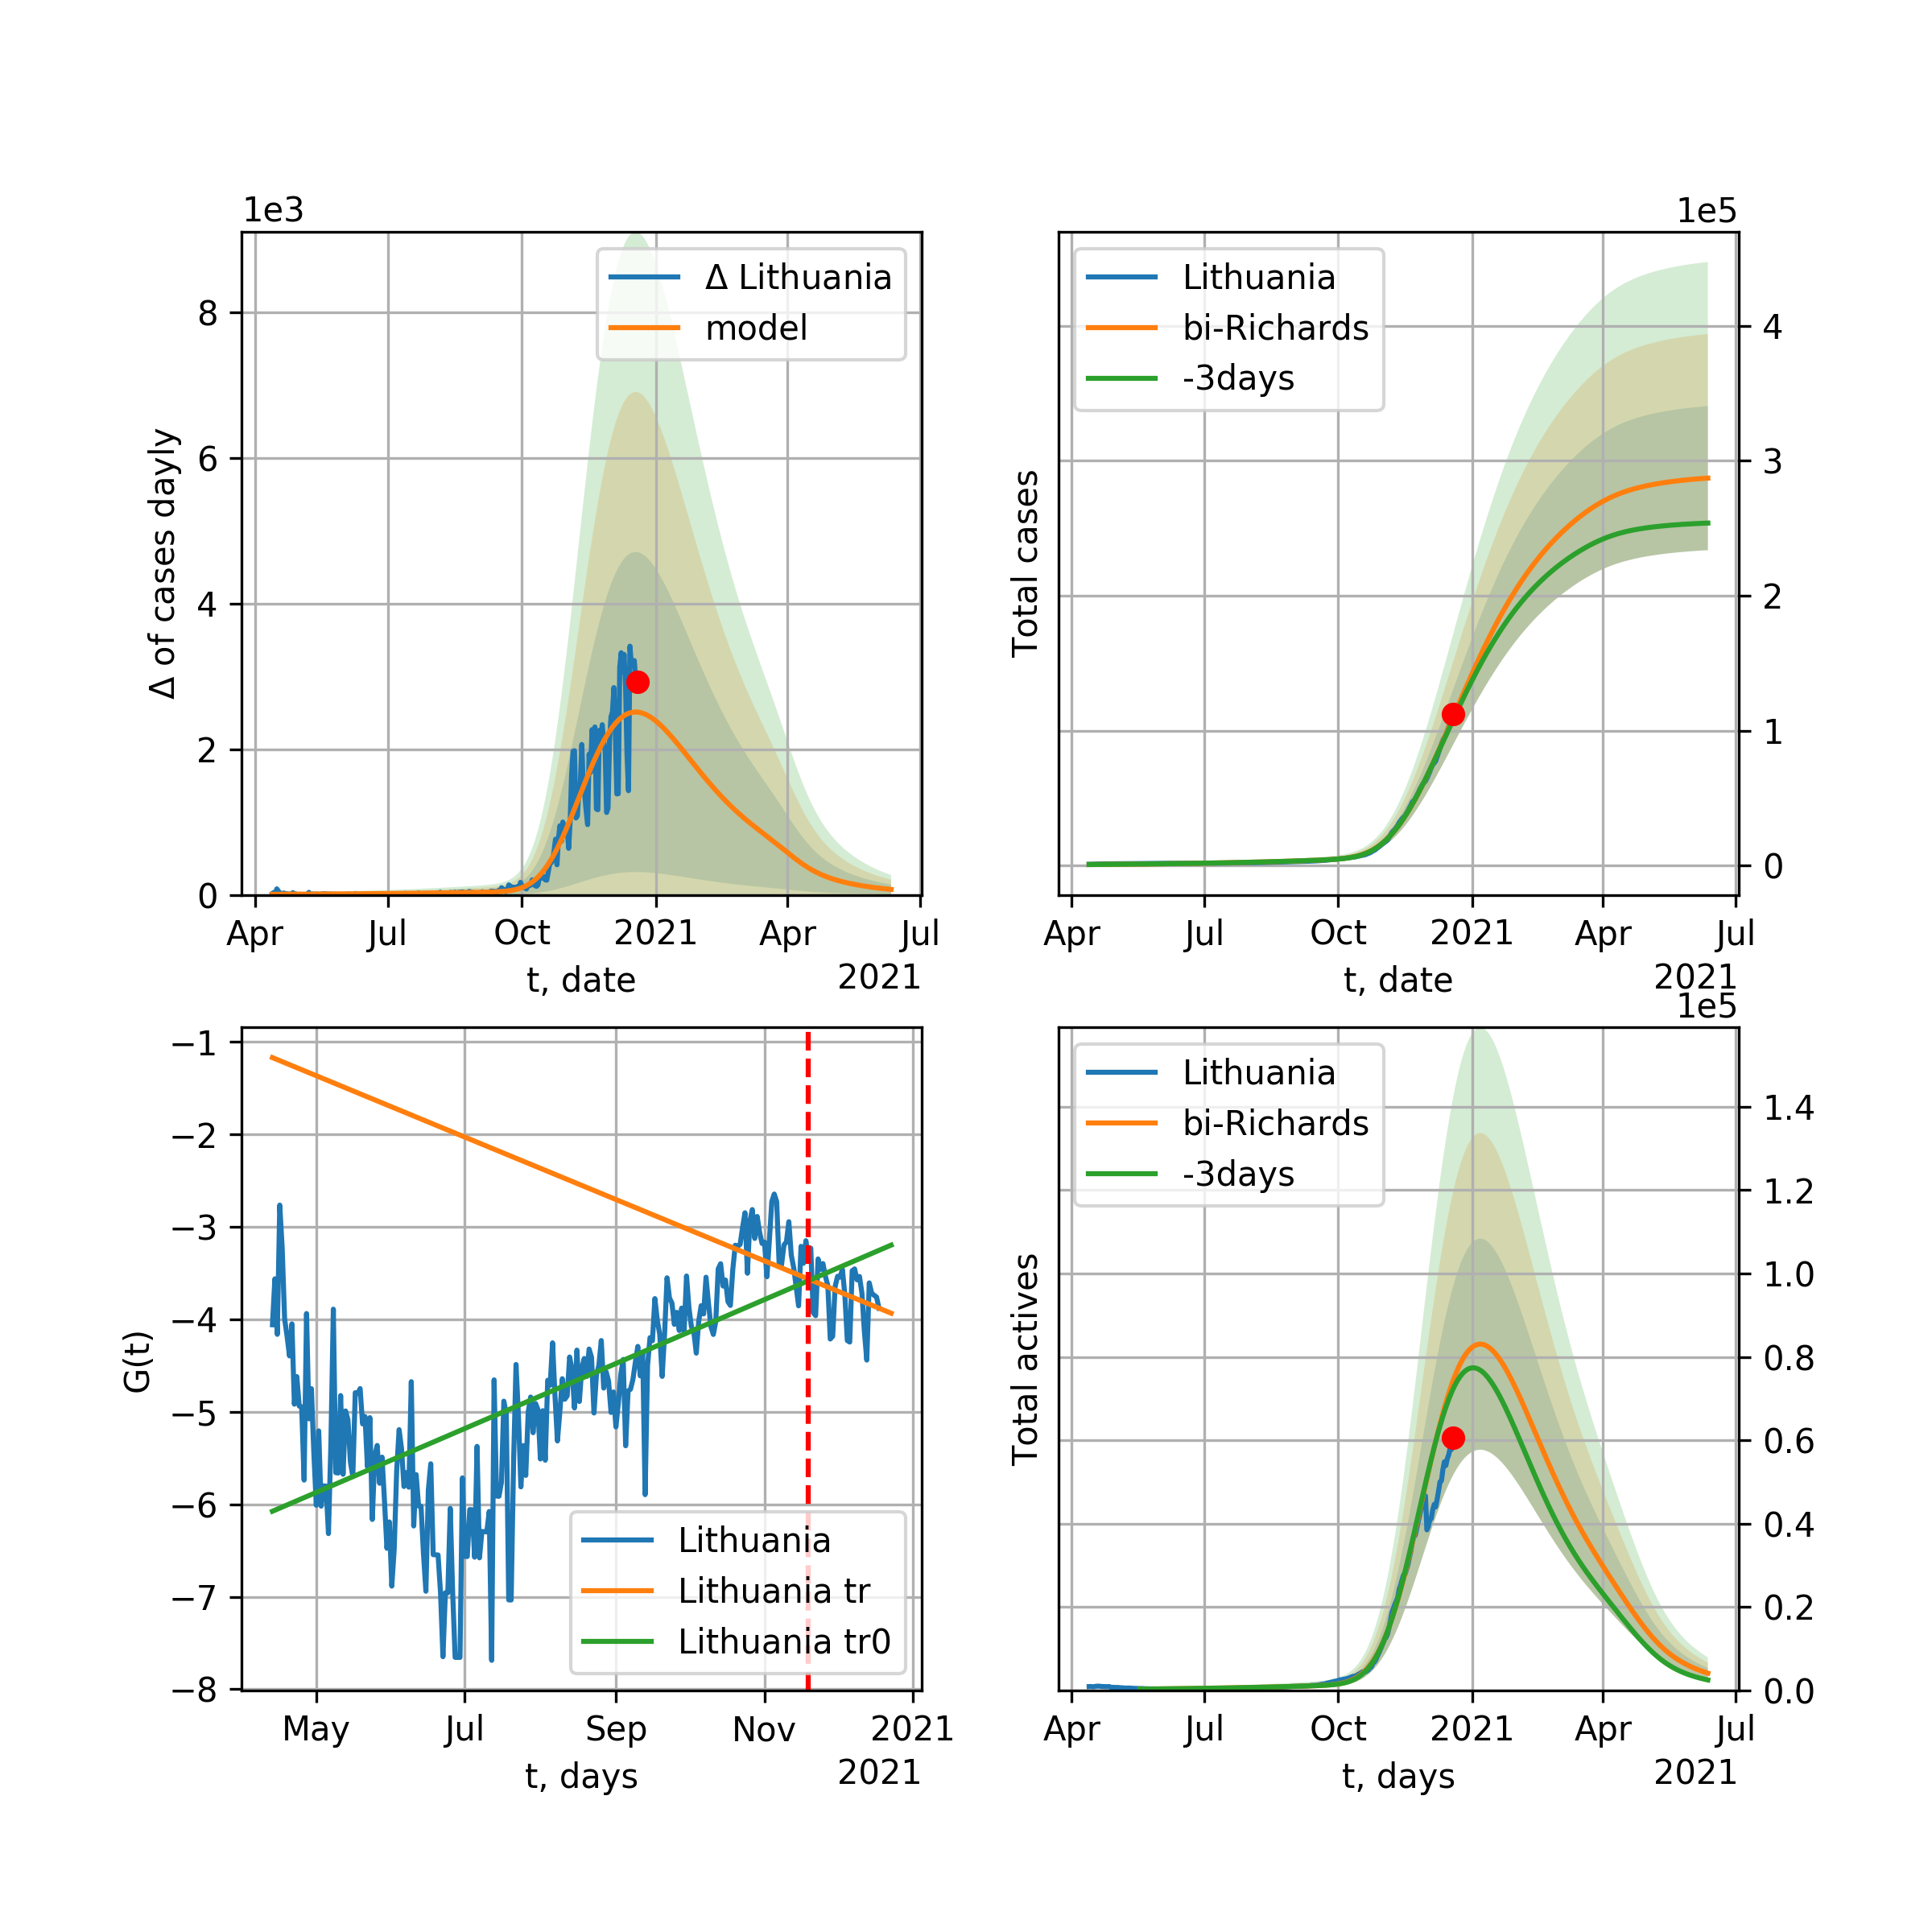 1e3
Δ of cases dayly
8
6
4
2
0
Δ Lithuania
model
Apr Jul Oct 2021 Apr Jul
t, date
2021
1e5
Total cases
Lithuania
bi-Richards
-3days
4
3
2
1
0
Apr Jul Oct 2021 Apr Jul
t, date
2021
G(t)
−1
−2
−3
−4
−5
−6
−7
−8
Lithuania
Lithuania tr
Lithuania tr0
May Jul Sep Nov 2021
t, days
2021
1e5
Total actives
Lithuania
bi-Richards
-3days
1.4
1.2
1.0
0.8
0.6
0.4
0.2
0.0
Apr Jul Oct 2021 Apr Jul
t, days
2021